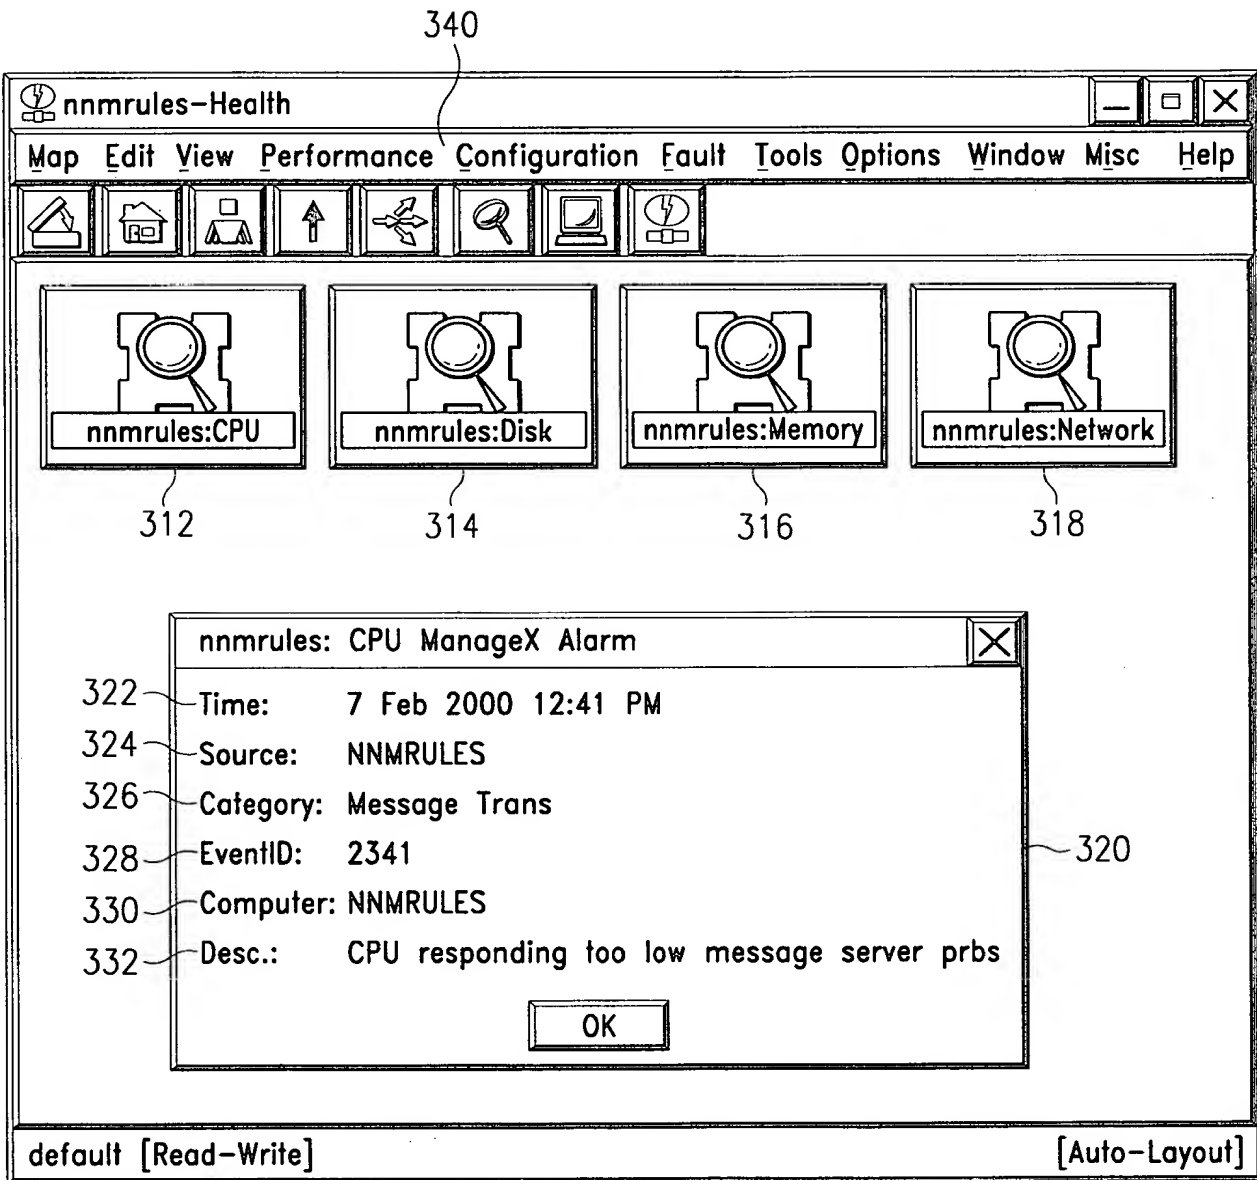 340
nnmrules-Health
Map Edit View Performance Configuration Fault Tools Options Window Misc Help
nnmrules:CPU nnmrules:Disk nnmrules:Memory nnmrules:Network
312 314 316 318
nnmrules: CPU ManageX Alarm
322 Time: 7 Feb 2000 12:41 PM
324 Source: NNMRULES
326 Category: Message Trans
328 EventID: 2341
320
330 Computer: NNMRULES
332 Desc.: CPU responding too low message server prbs
OK
default [Read-Write] [Auto-Layout]